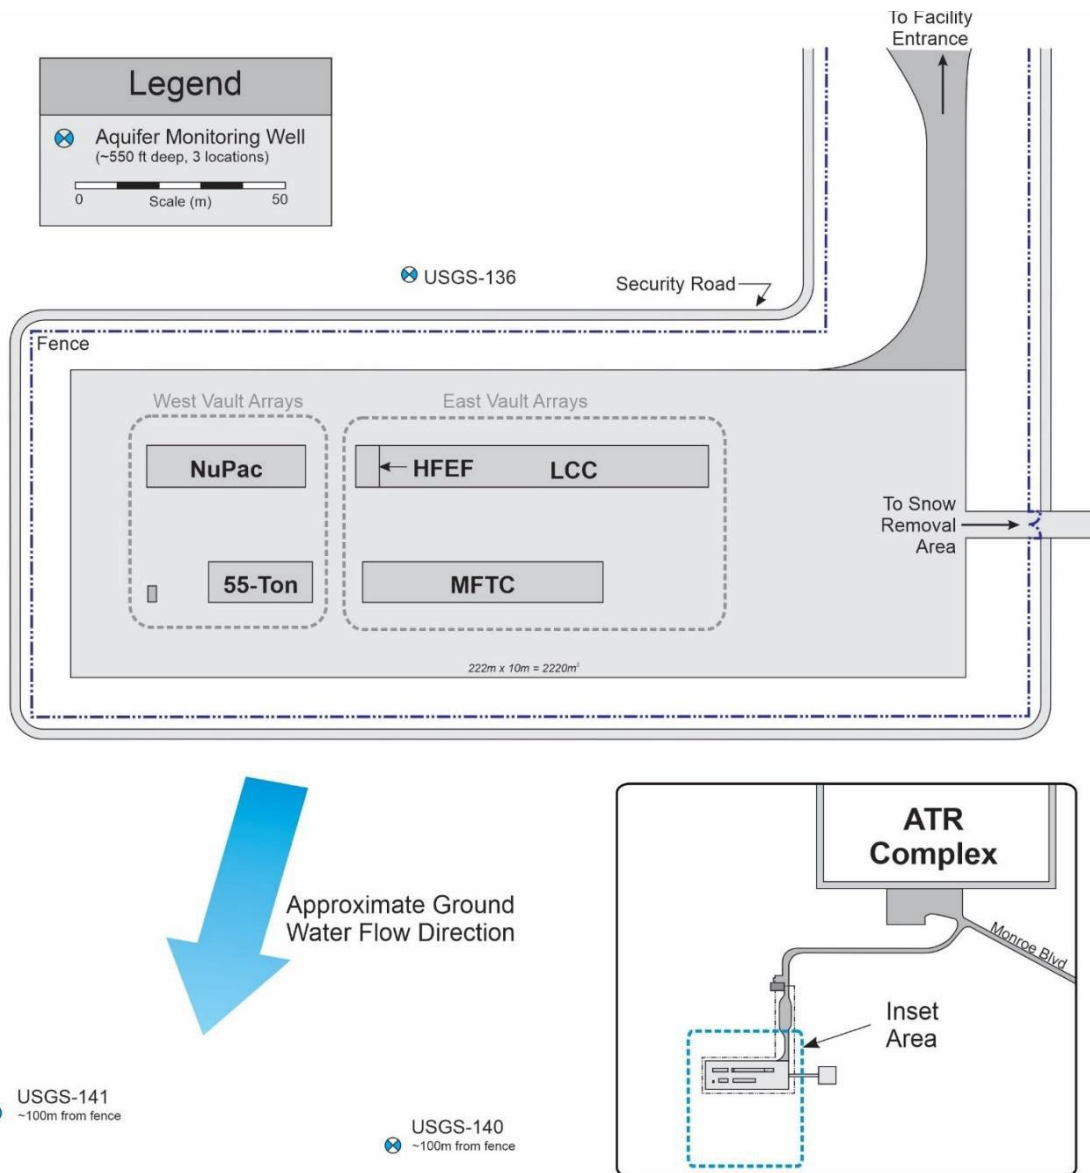 To Facility
Entrance
Legend
Aquifer Monitoring Well
(~550 ft deep, 3 locations)
0
50
Scale (m)
USGS-136
Security Road
Fence
West Vault Arrays
East Vault Arrays
NuPac
HFEF
LCC
To Snow
Removal
Area
55-Ton
MFTC
222m x 10m = 2220m²
Approximate Ground
Water Flow Direction
ATR
Complex
Monroe Blvd
Inset
Area
USGS-141
~100m from fence
USGS-140
~100m from fence